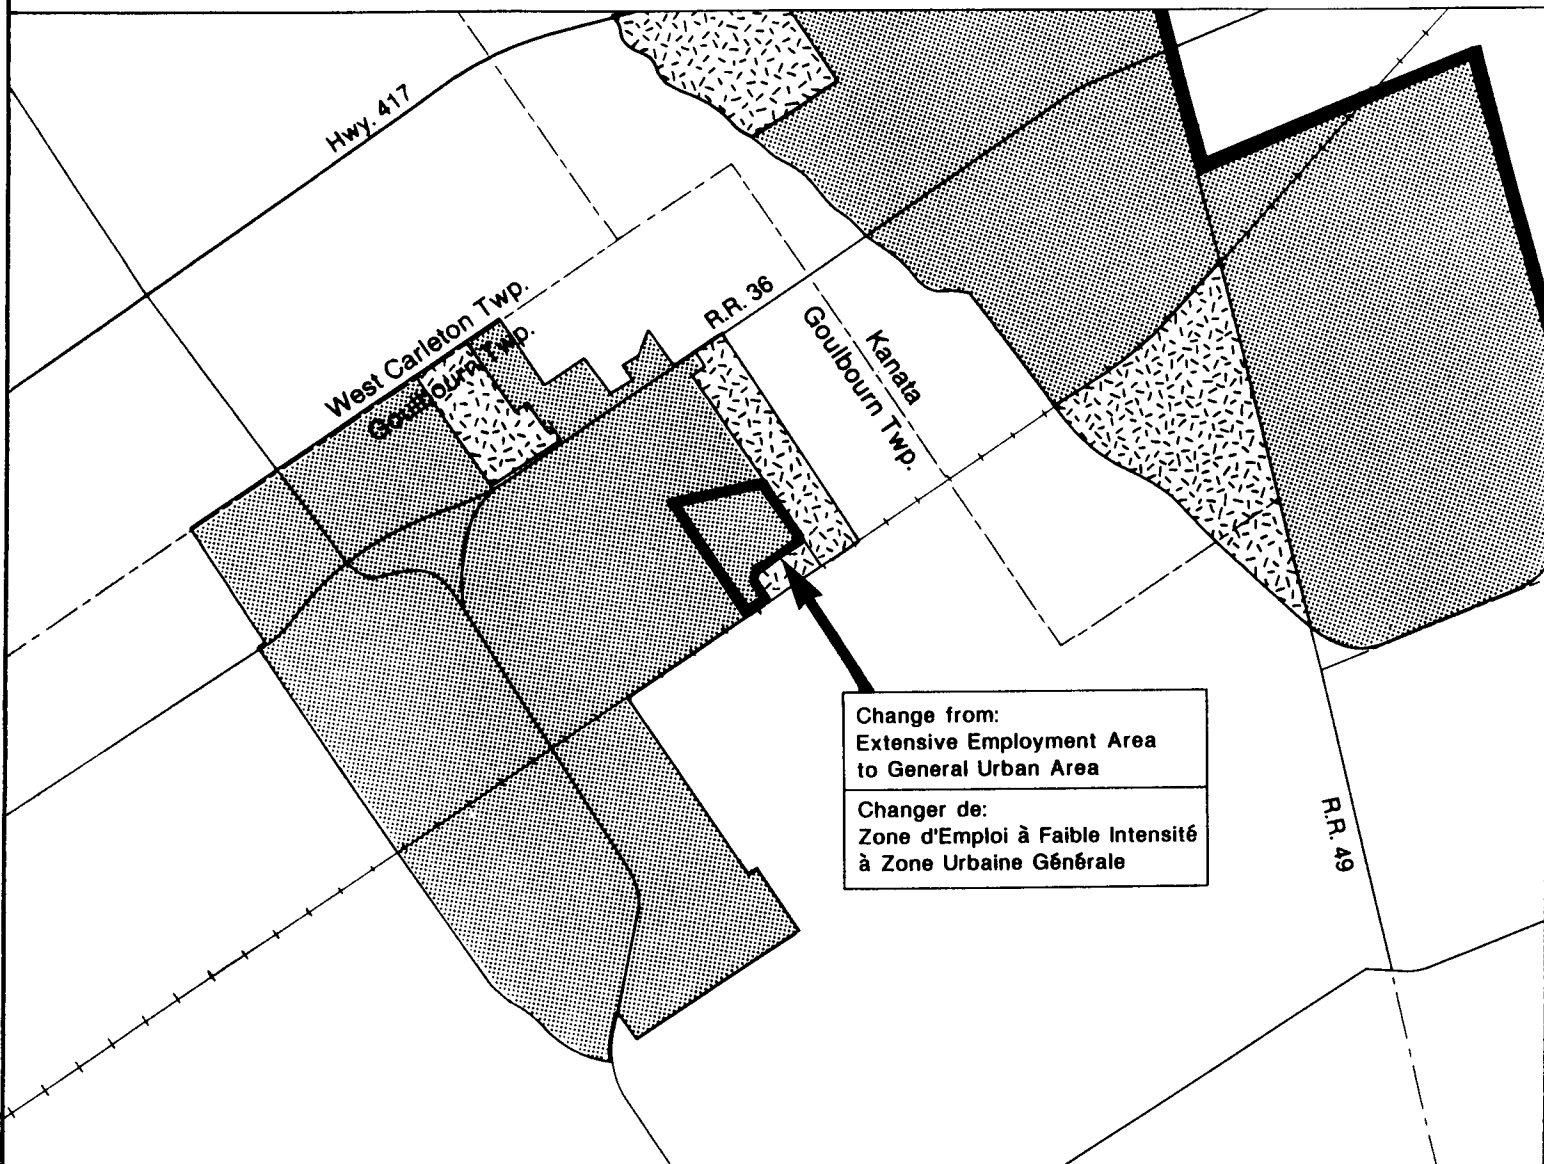 Hwy. 417
West Carleton Twp.
Goulbourn Twp.
R.R. 36
Kanata
Goulbourn Twp.
Change from:
Extensive Employment Area
to General Urban Area
Changer de:
Zone d'Emploi à Faible Intensité
à Zone Urbaine Générale
R.R. 49